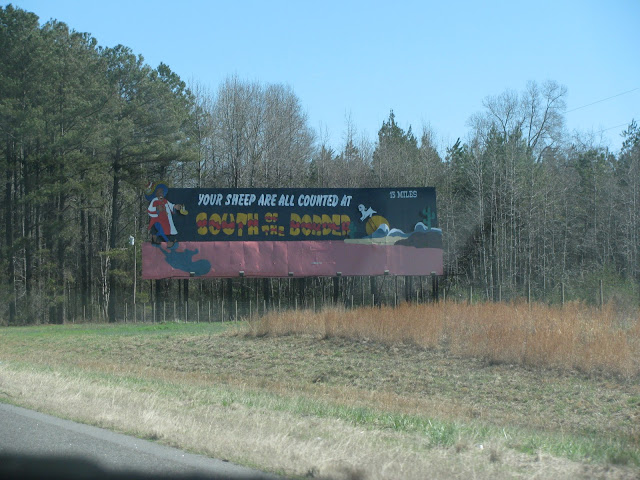 YOUR SHEEP ARE ALL COUNTED AT
15 MILES
SOUTH OF THE BORDER